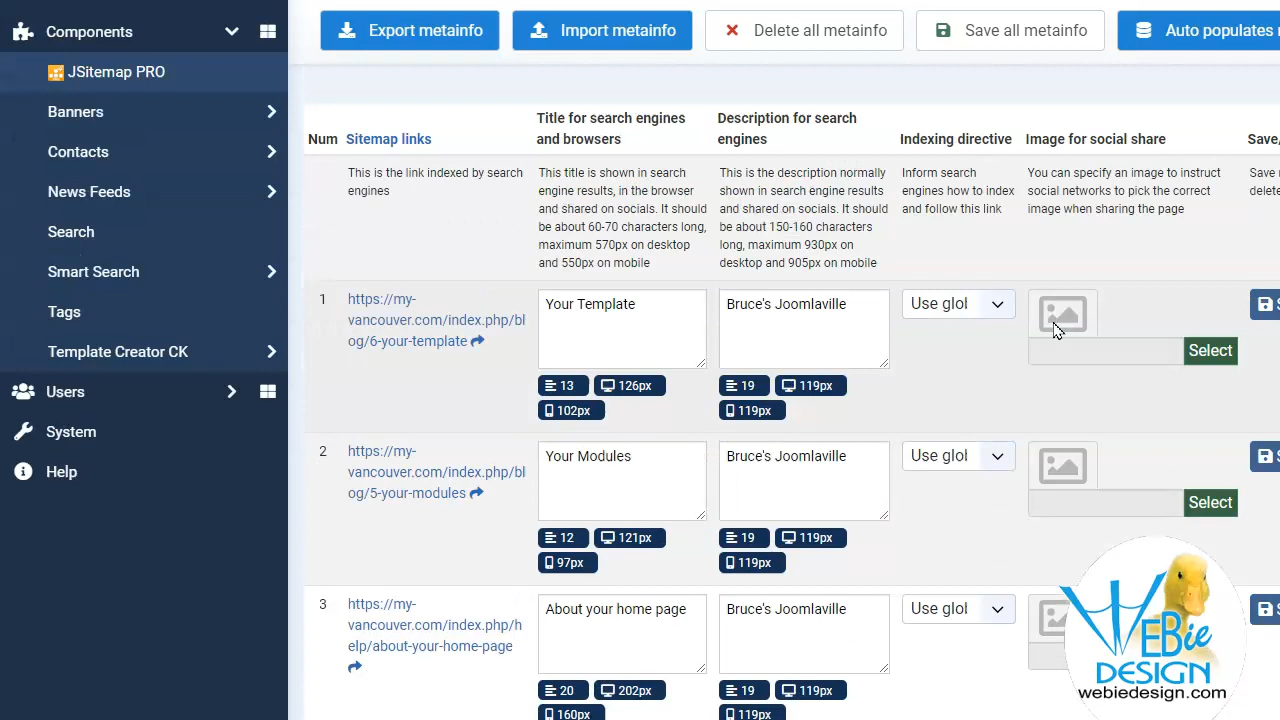 Components
JSitemap PRO
Banners
Contacts
News Feeds
Search
Smart Search
Tags
Template Creator CK
Users
System
Help
Export metainfo
Import metainfo
Delete all metainfo
Save all metainfo
Auto populates
Num
Sitemap links
Title for search engines
and browsers
Description for search
engines
Indexing directive
Image for social share
Save/
This is the link indexed by search
engines
This title is shown in search
engine results, in the browser
and shared on socials. It should
be about 60-70 characters long,
maximum 570px on desktop
and 550px on mobile
This is the description normally
shown in search engine results
and shared on socials. It should
be about 150-160 characters
long, maximum 930px on
desktop and 905px on mobile
Inform search
engines how to index
and follow this link
You can specify an image to instruct
social networks to pick the correct
image when sharing the page
Save
delete
1
https://my-
vancouver.com/index.php/bl
og/6-your-template
Your Template
13
126px
102px
Bruce's Joomlaville
19
119px
119px
Use glob
Select
S
2
https://my-
vancouver.com/index.php/bl
og/5-your-modules
Your Modules
12
121px
97px
Bruce's Joomlaville
19
119px
119px
Use glob
Select
S
3
https://my-
vancouver.com/index.php/h
elp/about-your-home-page
About your home page
20
202px
160px
Bruce's Joomlaville
19
119px
119px
Use glob
S
WEBie
DESIGN
webiedesign.com